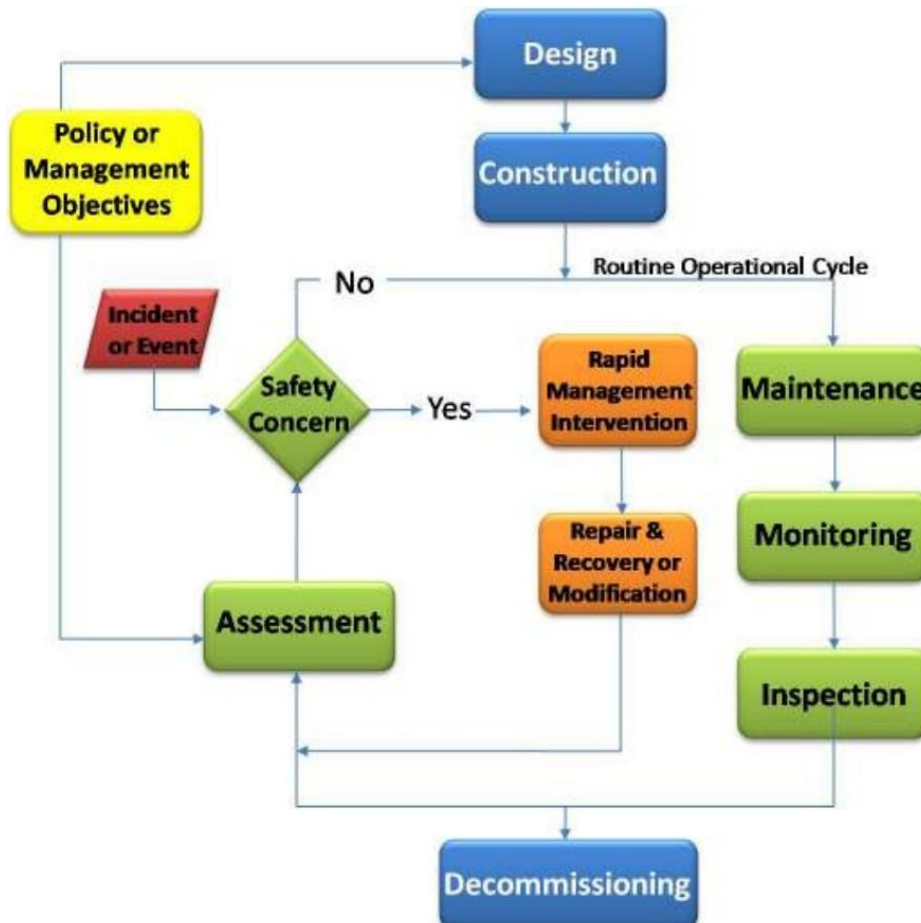 Design
Policy or
Management
Objectives
Construction
No
Routine Operational Cycle
Incident
or Event
Safety
Concern
Yes
Rapid
Management
Intervention
Maintenance
Repair &
Recovery or
Modification
Monitoring
Assessment
Inspection
Decommissioning